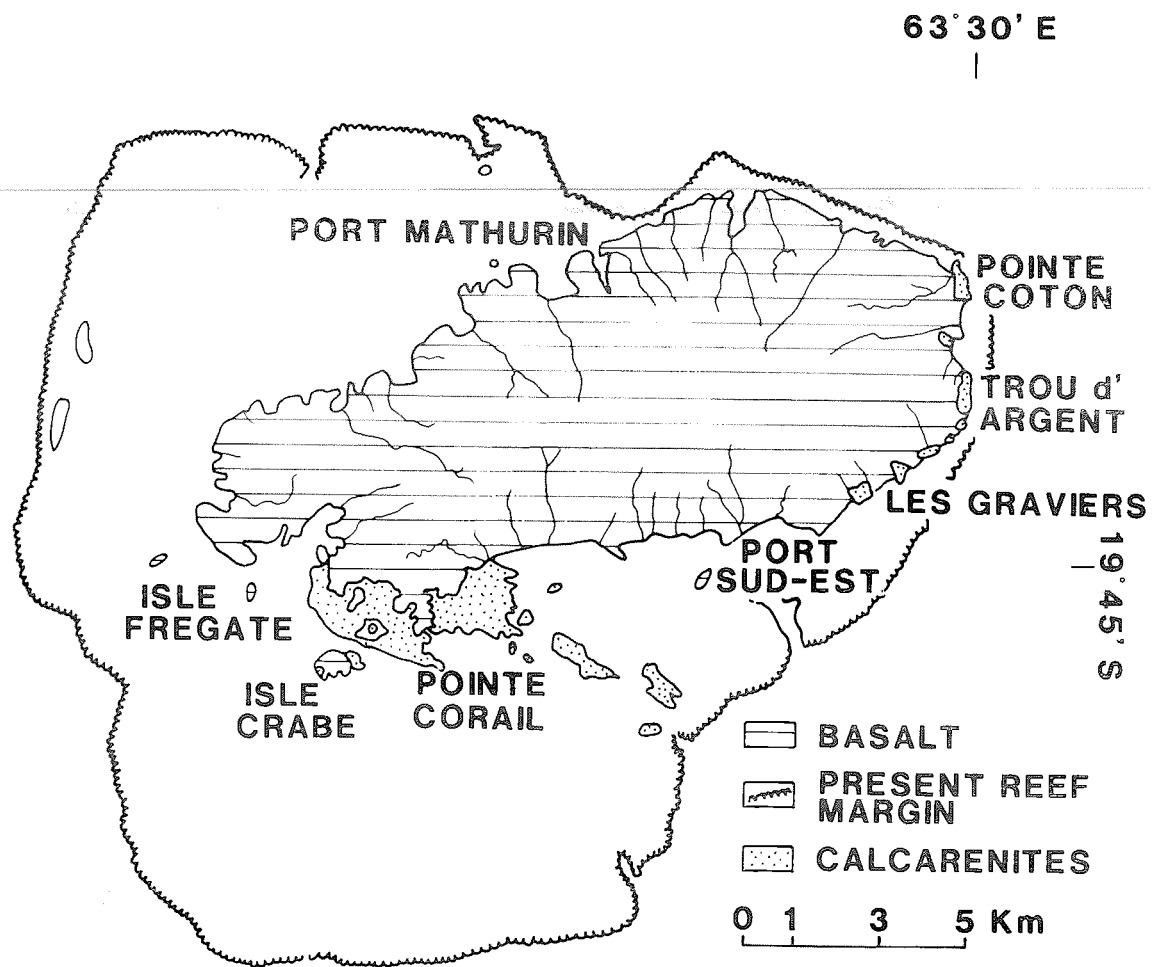 63°30' E
PORT MATHURIN
POINTE
COTON
TROU d'
ARGENT
LES GRAVIERS
PORT
SUD-EST
19°45' S
ISLE
FREGATE
ISLE
CRABE
POINTE
CORAIL
BASALT
PRESENT REEF
MARGIN
CALCARENITES
0 1 3 5 Km